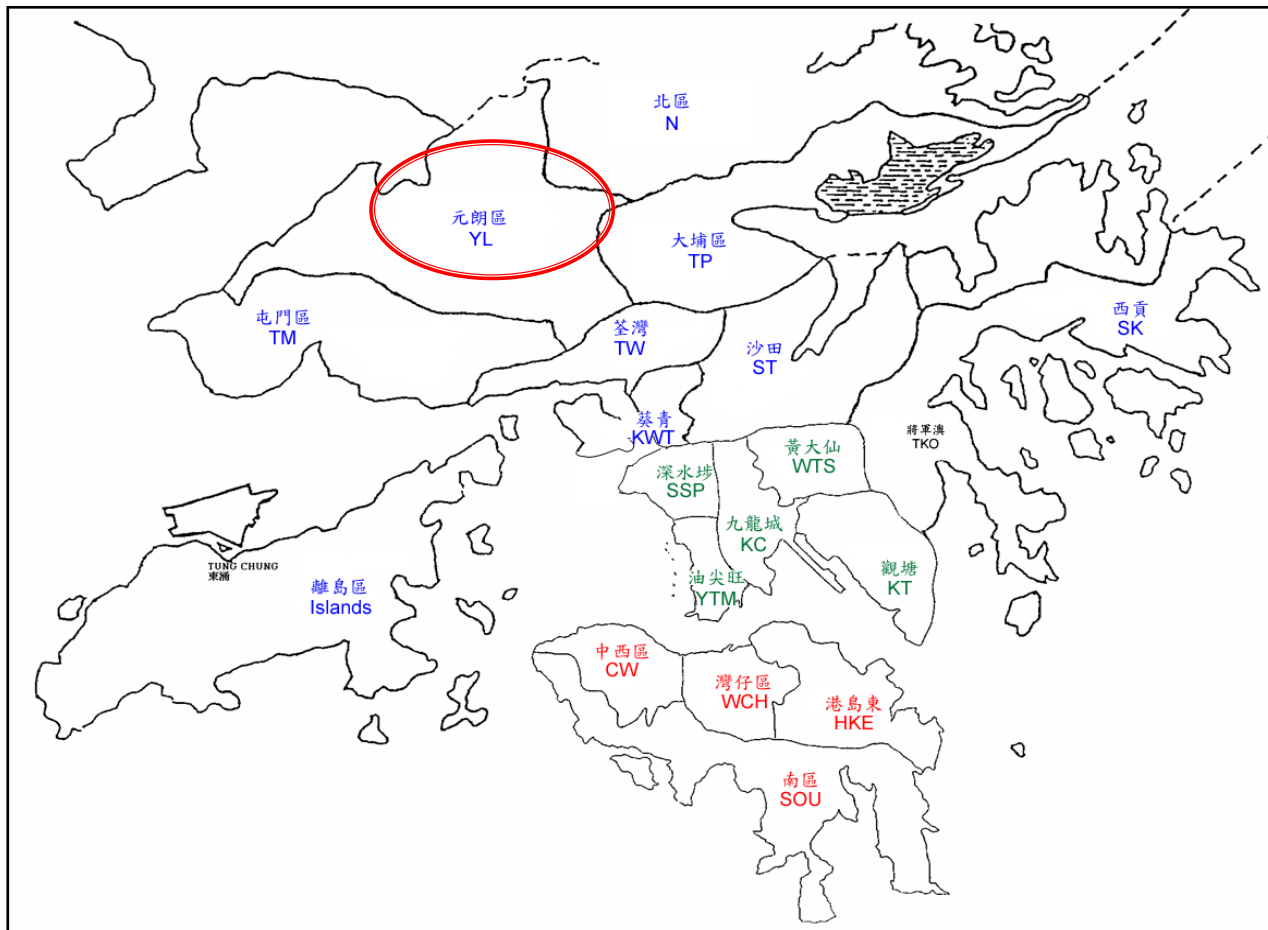 北區
N
元朗區
YL
大埔區
TP
屯門區
TM
荃灣
TW
沙田
ST
西貢
SK
葵青
KWT
將軍澳
TKO
黃大仙
WTS
深水埗
SSP
九龍城
KC
觀塘
KT
油尖旺
YTM
TUNG CHUNG
東涌
離島區
Islands
中西區
CW
灣仔區
WCH
港島東
HKE
南區
SOU